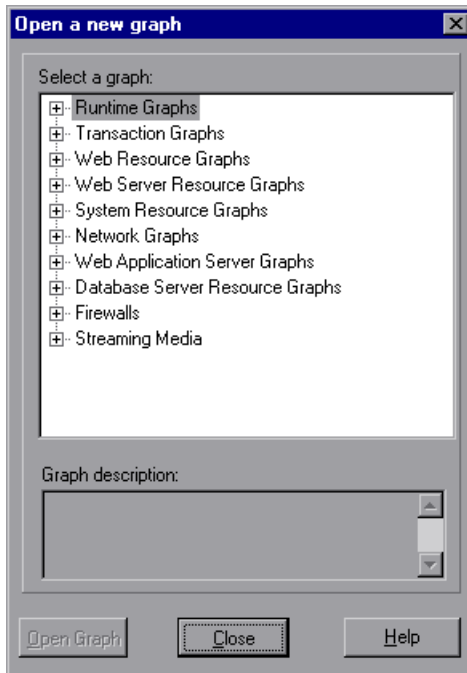 Open a new graph
Select a graph:
Runtime Graphs
Transaction Graphs
Web Resource Graphs
Web Server Resource Graphs
System Resource Graphs
Network Graphs
Web Application Server Graphs
Database Server Resource Graphs
Firewalls
Streaming Media
Graph description:
Open Graph
Close
Help